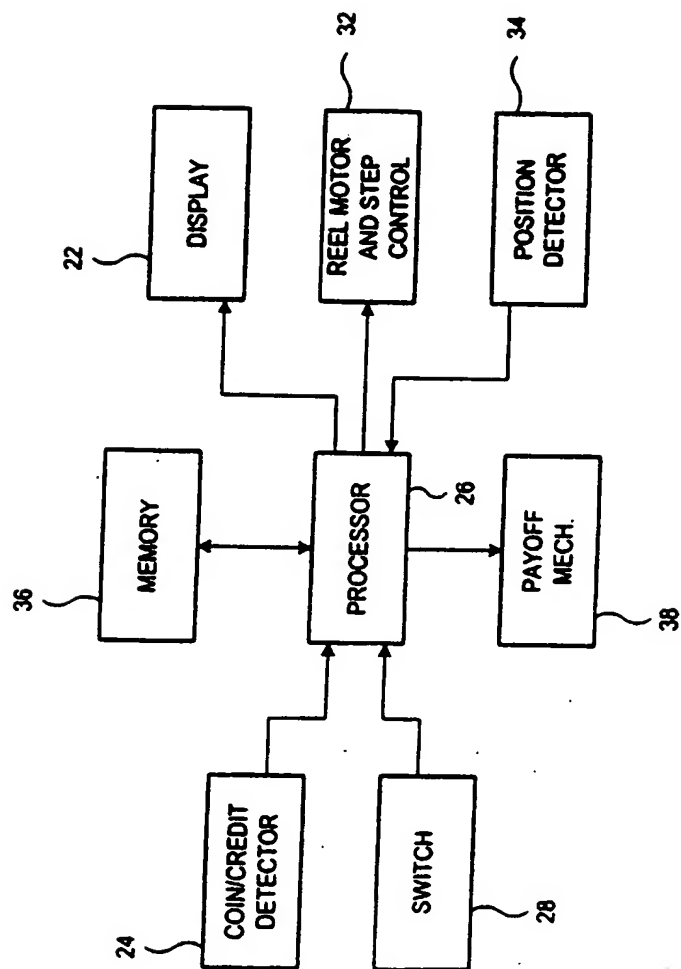 22
DISPLAY
32
REEL MOTOR
AND STEP
CONTROL
34
POSITION
DETECTOR
36
MEMORY
PROCESSOR
26
PAYOFF
MECH.
38
24
COIN/CREDIT
DETECTOR
SWITCH
28